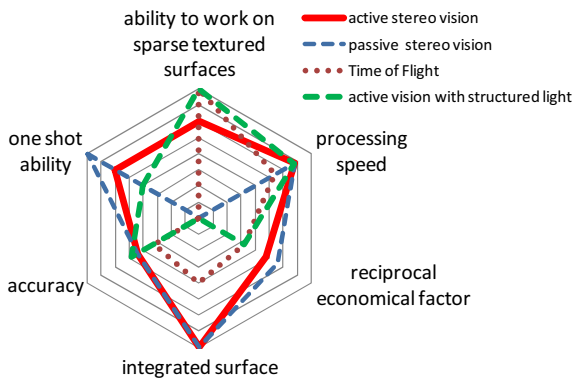 ability to work on
sparse textured
surfaces
active stereo vision
passive stereo vision
Time of Flight
active vision with structured light
one shot
ability
processing
speed
accuracy
reciprocal
economical factor
integrated surface